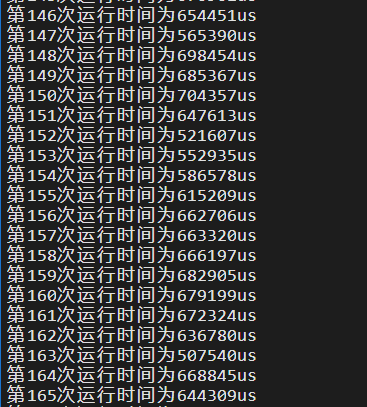 第146次运行时间为654451us
第147次运行时间为565390us
第148次运行时间为698454us
第149次运行时间为685367us
第150次运行时间为704357us
第151次运行时间为647613us
第152次运行时间为521607us
第153次运行时间为552935us
第154次运行时间为586578us
第155次运行时间为615209us
第156次运行时间为662706us
第157次运行时间为663320us
第158次运行时间为666197us
第159次运行时间为682905us
第160次运行时间为679199us
第161次运行时间为672324us
第162次运行时间为636780us
第163次运行时间为507540us
第164次运行时间为668845us
第165次运行时间为644309us